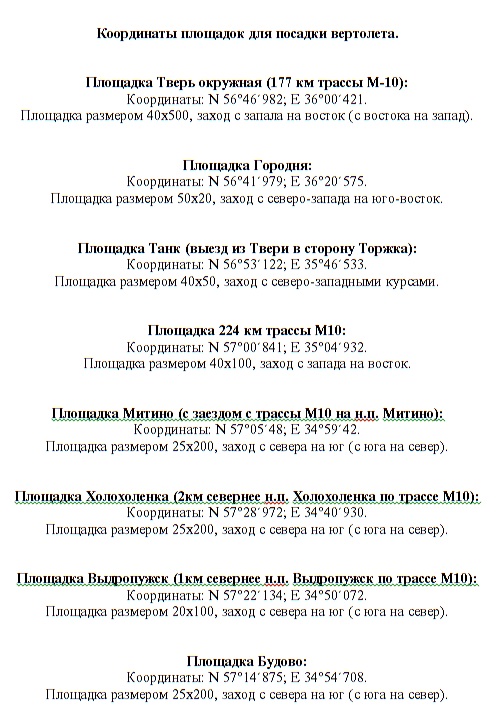 Координаты площадок для посадки вертолета.
Площадка Тверь окружная (177 км трассы М-10):
Координаты: N 56°46´982; E 36°00´421.
Площадка размером 40х500, заход с запала на восток (с востока на запад).
Площадка Городня:
Координаты: N 56°41´979; E 36°20´575.
Площадка размером 50х20, заход с северо-запада на юго-восток.
Площадка Танк (выезд из Твери в сторону Торжка):
Координаты: N 56°53´122; E 35°46´533.
Площадка размером 40х50, заход с северо-западными курсами.
Площадка 224 км трассы М10:
Координаты: N 57°00´841; E 35°04´932.
Площадка размером 40х100, заход с запада на восток.
Площадка Митино (с заездом с трассы М10 на н.п. Митино):
Координаты: N 57°05´48; E 34°59´42.
Площадка размером 25х200, заход с севера на юг (с юга на север).
Площадка Холохоленка (2км севернее н.п. Холохоленка по трассе М10):
Координаты: N 57°28´972; E 34°40´930.
Площадка размером 25х200, заход с севера на юг (с юга на север).
Площадка Выдропужск (1км севернее н.п. Выдропужск по трассе М10):
Координаты: N 57°22´134; E 34°50´072.
Площадка размером 20х100, заход с севера на юг (с юга на север).
Площадка Будово:
Координаты: N 57°14´875; E 34°54´708.
Площадка размером 25х200, заход с севера на юг (с юга на север).